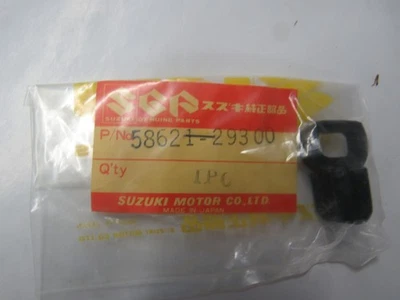 SGP スズキ純正部品
SUZUKI GENUINE PARTS
P/No. 58621-29300
Q'ty 1PC
SUZUKI MOTOR CO.,LTD.
MADE IN JAPAN